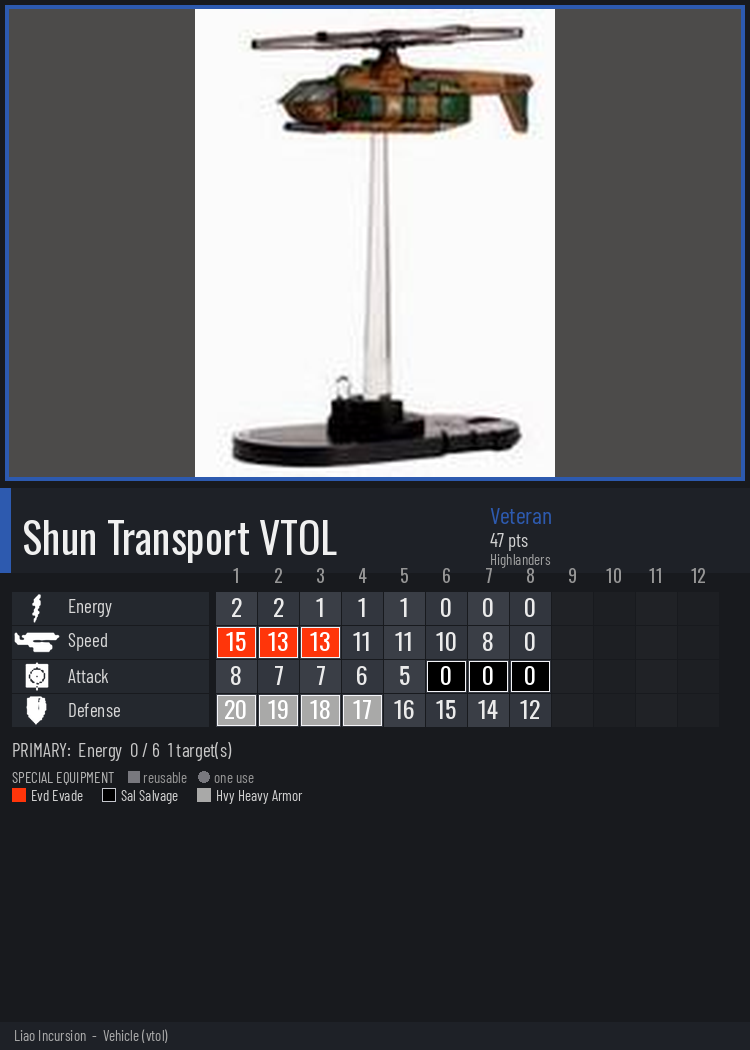 Shun Transport VTOL
Veteran
47 pts
Highlanders
1 2 3 4 5 6 7 8 9 10 11 12
Energy 2 2 1 1 1 0 0 0
Speed 15 13 13 11 11 10 8 0
Attack 8 7 7 6 5 0 0 0
Defense 20 19 18 17 16 15 14 12
PRIMARY: Energy 0 / 6 1 target(s)
SPECIAL EQUIPMENT reusable one use
Evd Evade Sal Salvage Hvy Heavy Armor
Liao Incursion - Vehicle (vtol)